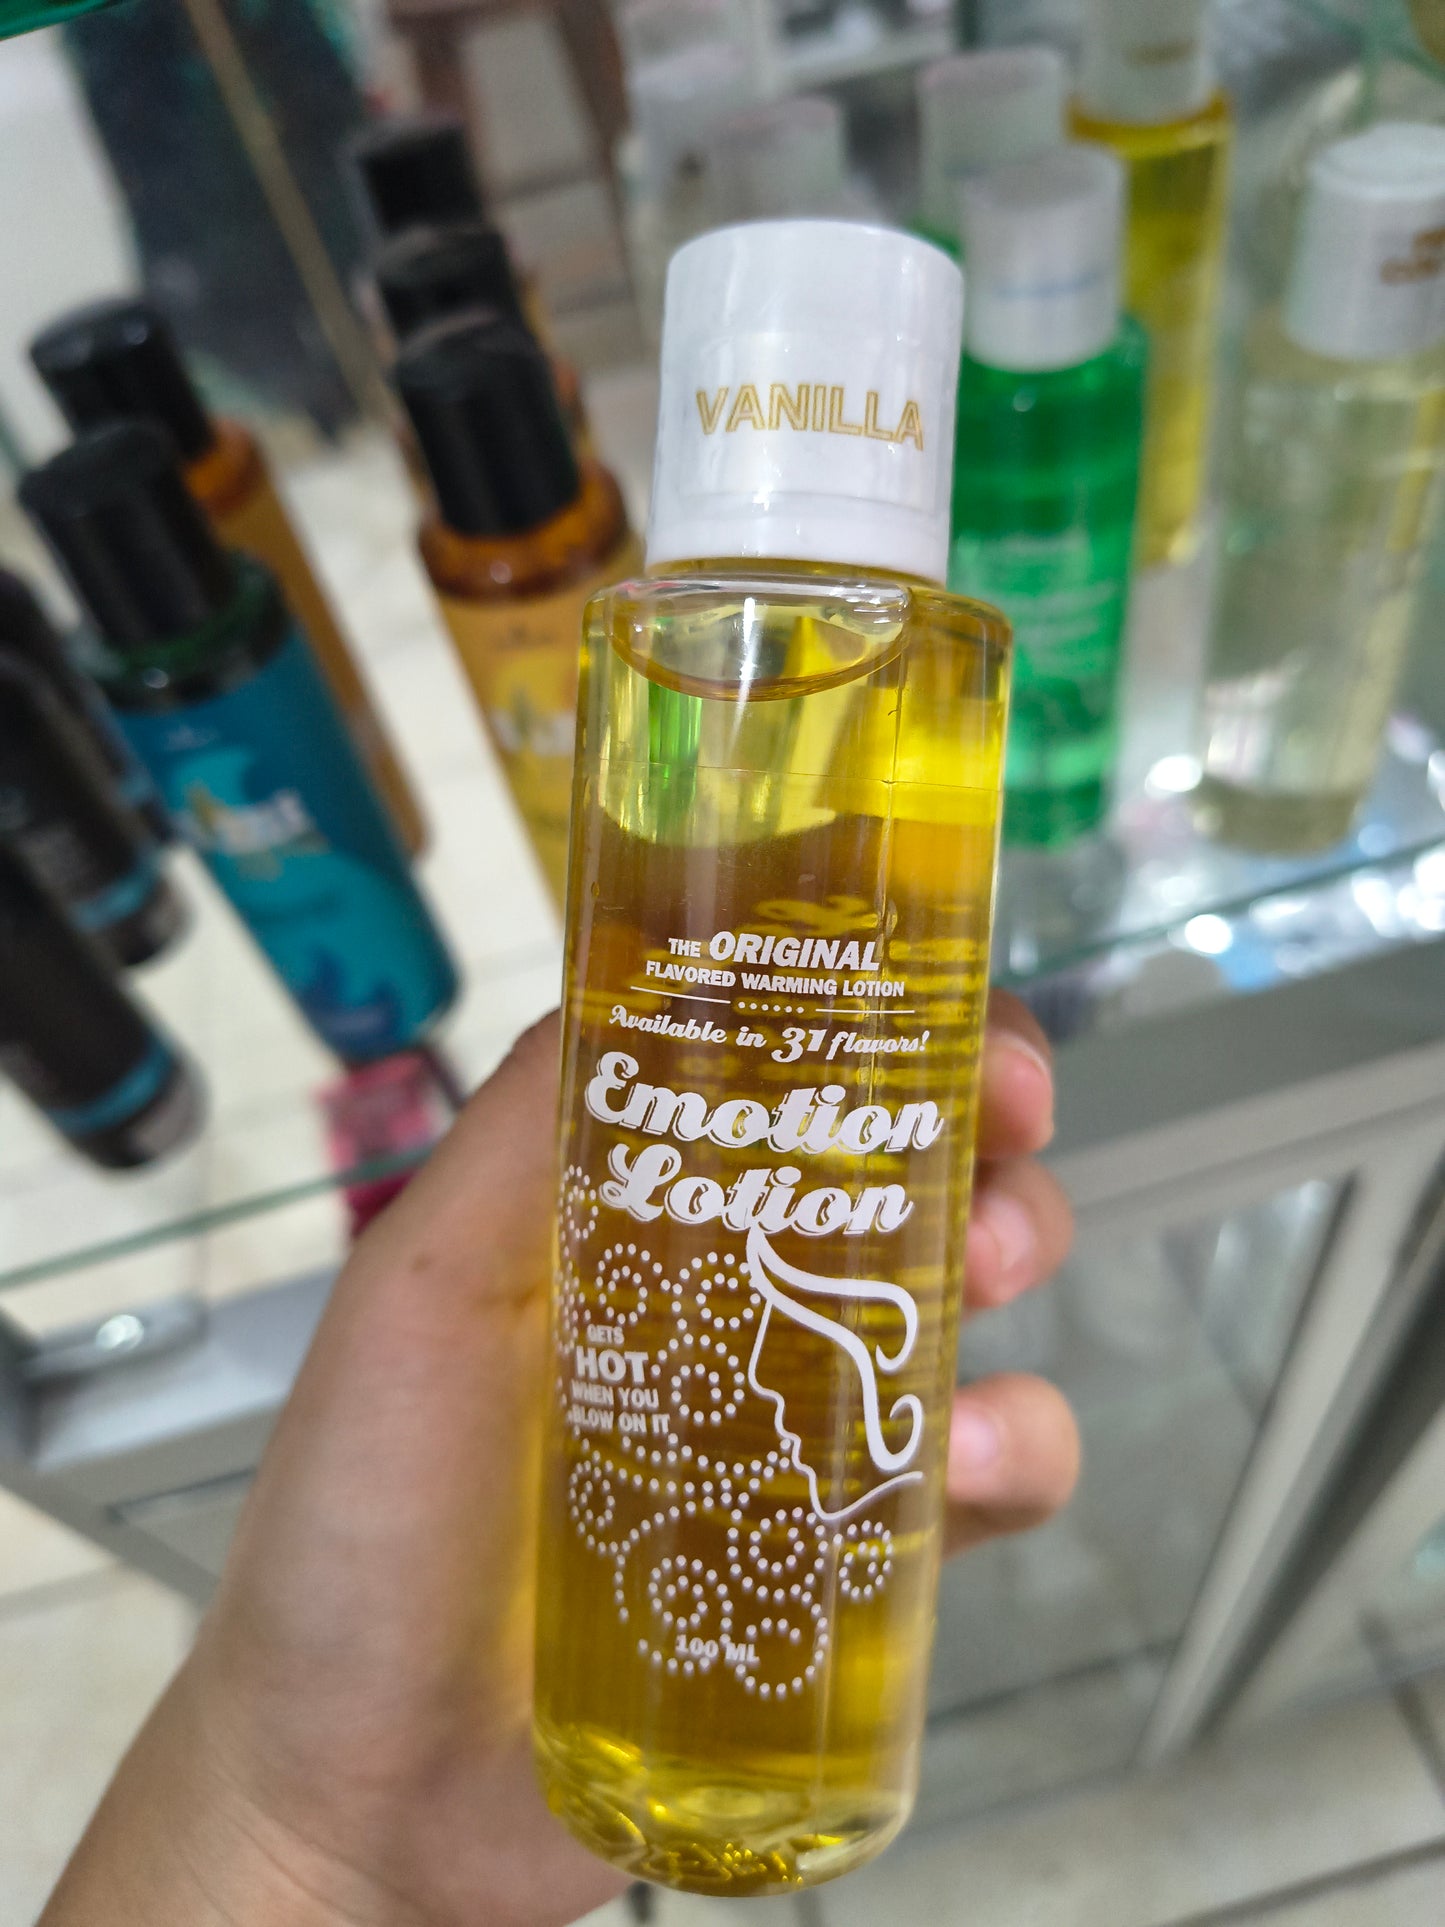 VANILLA
THE ORIGINAL
FLAVORED WARMING LOTION
Available in 31 flavors!
Emotion
Lotion
GETS
HOT
WHEN YOU
BLOW ON IT
100 ML